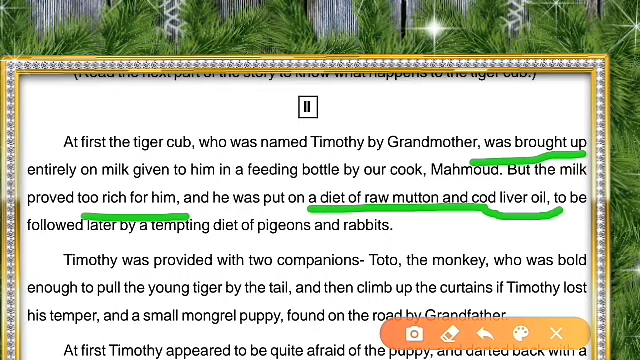 (Read the next part of the story to know what happens to the tiger cub.)
II
At first the tiger cub, who was named Timothy by Grandmother, was brought up
entirely on milk given to him in a feeding bottle by our cook, Mahmoud. But the milk
proved too rich for him, and he was put on a diet of raw mutton and cod liver oil, to be
followed later by a tempting diet of pigeons and rabbits.
Timothy was provided with two companions- Toto, the monkey, who was bold
enough to pull the young tiger by the tail, and then climb up the curtains if Timothy lost
his temper, and a small mongrel puppy, found on the road by Grandfather.
At first Timothy appeared to be quite afraid of the puppy, and darted back with a